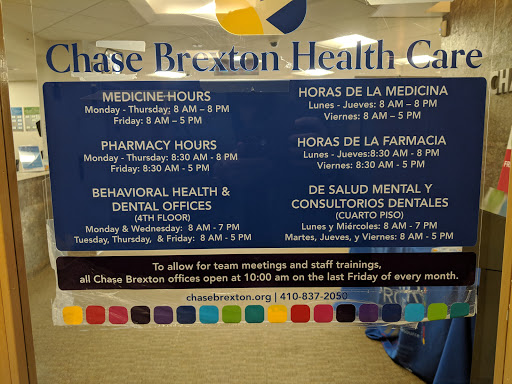 Chase Brexton Health Care
MEDICINE HOURS
Monday - Thursday: 8 AM – 8 PM
Friday: 8 AM – 5 PM
PHARMACY HOURS
Monday - Thursday: 8:30 AM - 8 PM
Friday: 8:30 AM - 5 PM
BEHAVIORAL HEALTH &
DENTAL OFFICES
(4TH FLOOR)
Monday & Wednesday: 8 AM - 7 PM
Tuesday, Thursday, & Friday: 8 AM - 5 PM
HORAS DE LA MEDICINA
Lunes - Jueves: 8 AM – 8 PM
Viernes: 8 AM – 5 PM
HORAS DE LA FARMACIA
Lunes - Jueves:8:30 AM - 8 PM
Viernes: 8:30 AM - 5 PM
DE SALUD MENTAL Y
CONSULTORIOS DENTALES
(CUARTO PISO)
Lunes y Miércoles: 8 AM - 7 PM
Martes, Jueves, y Viernes: 8 AM - 5 PM
To allow for team meetings and staff trainings,
all Chase Brexton offices open at 10:00 am on the last Friday of every month.
chasebrexton.org | 410-837-2050